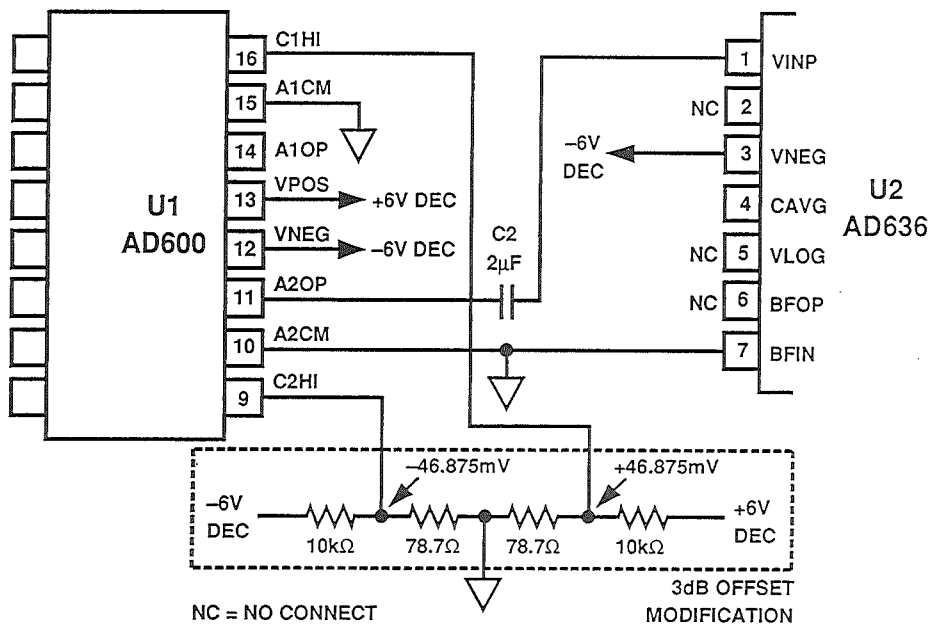 U1
AD600
16
C1HI
15
A1CM
14
A1OP
13
VPOS
+6V DEC
12
VNEG
–6V DEC
11
A2OP
10
A2CM
9
C2HI
C2
2μF
1
VINP
NC
2
–6V
DEC
3
VNEG
4
CAVG
NC
5
VLOG
NC
6
BFOP
7
BFIN
U2
AD636
–46.875mV
+46.875mV
–6V
DEC
+6V
DEC
10kΩ
78.7Ω
78.7Ω
10kΩ
NC = NO CONNECT
3dB OFFSET
MODIFICATION